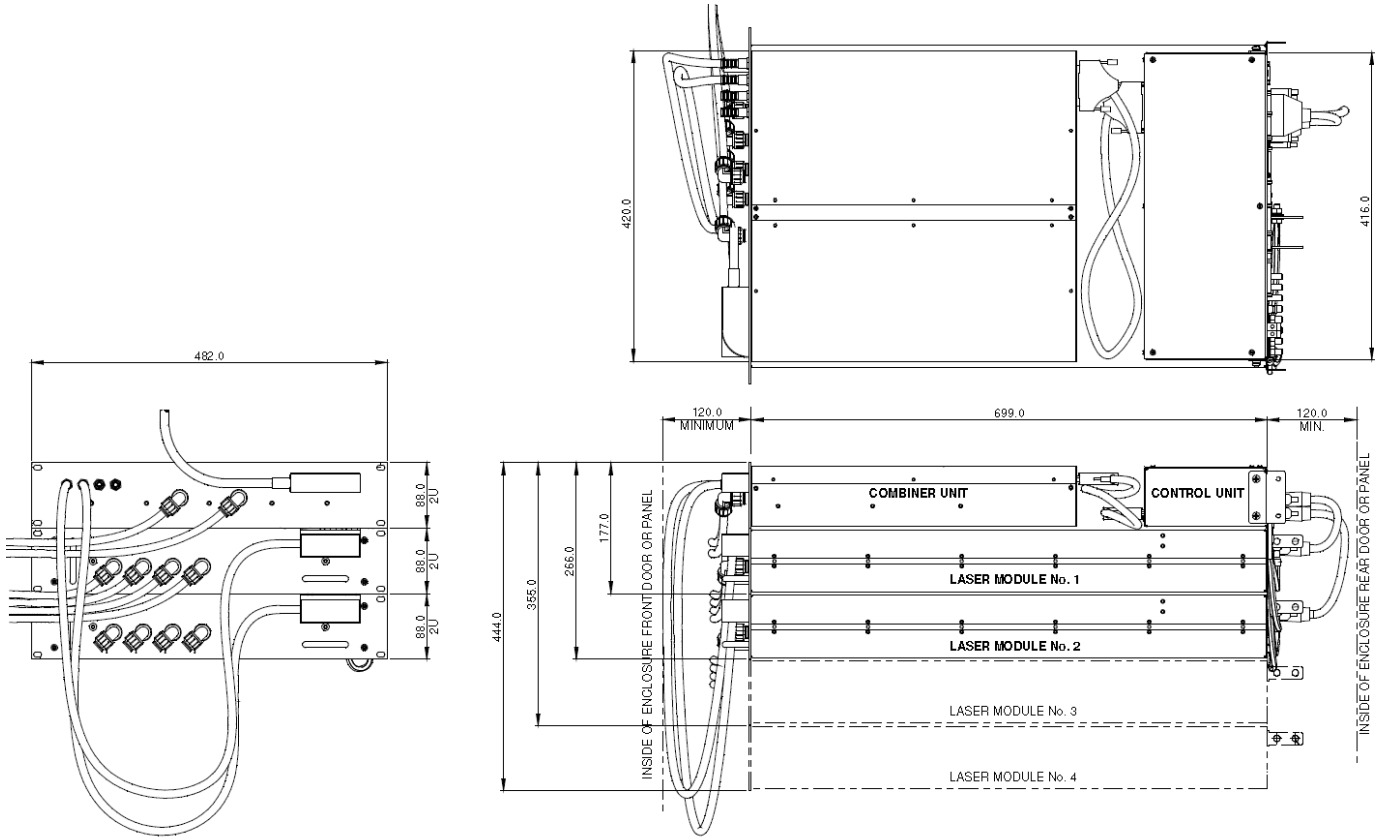 420.0
416.0
482.0
88.0
2U
88.0
2U
88.0
2U
120.0
MINIMUM
699.0
120.0
MIN.
444.0
355.0
266.0
177.0
INSIDE OF ENCLOSURE FRONT DOOR OR PANEL
COMBINER UNIT
CONTROL UNIT
LASER MODULE No. 1
LASER MODULE No. 2
LASER MODULE No. 3
LASER MODULE No. 4
INSIDE OF ENCLOSURE REAR DOOR OR PANEL